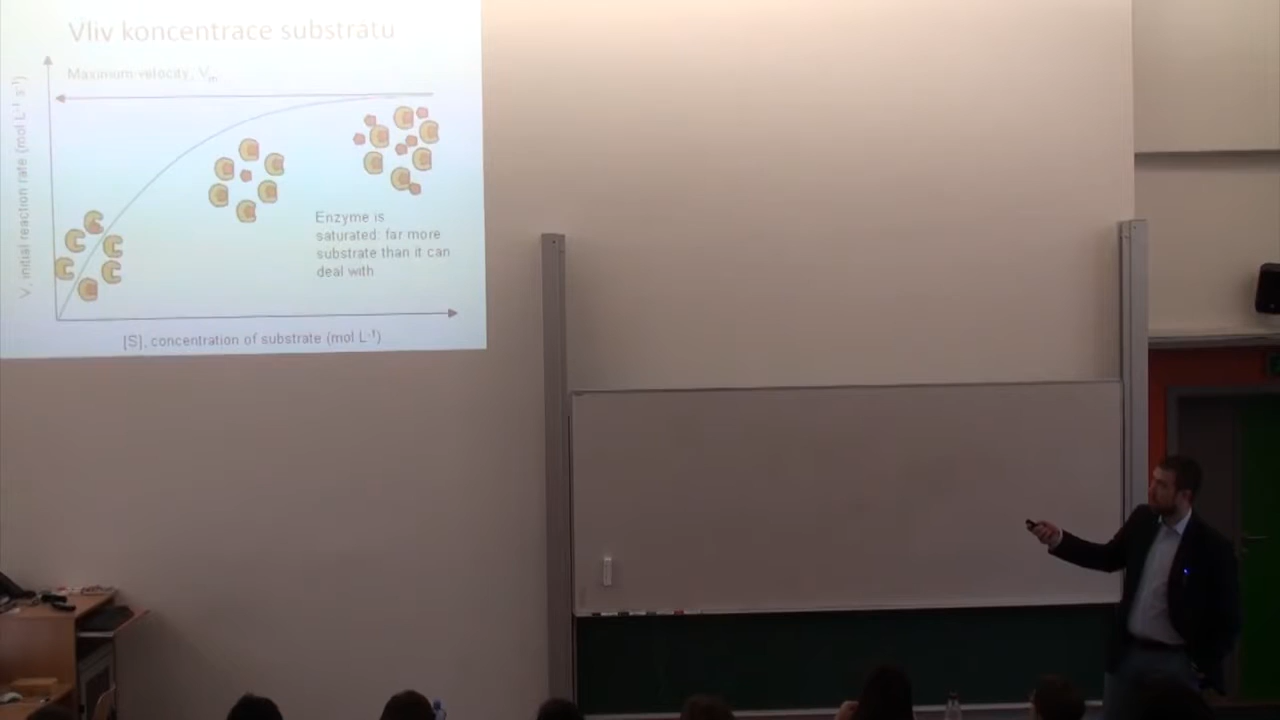 Vliv koncentrace substrátu
Maximum velocity, Vm
V, initial reaction rate (mol L⁻¹ s⁻¹)
Enzyme is
saturated: far more
substrate than it can
deal with
[S], concentration of substrate (mol L⁻¹)